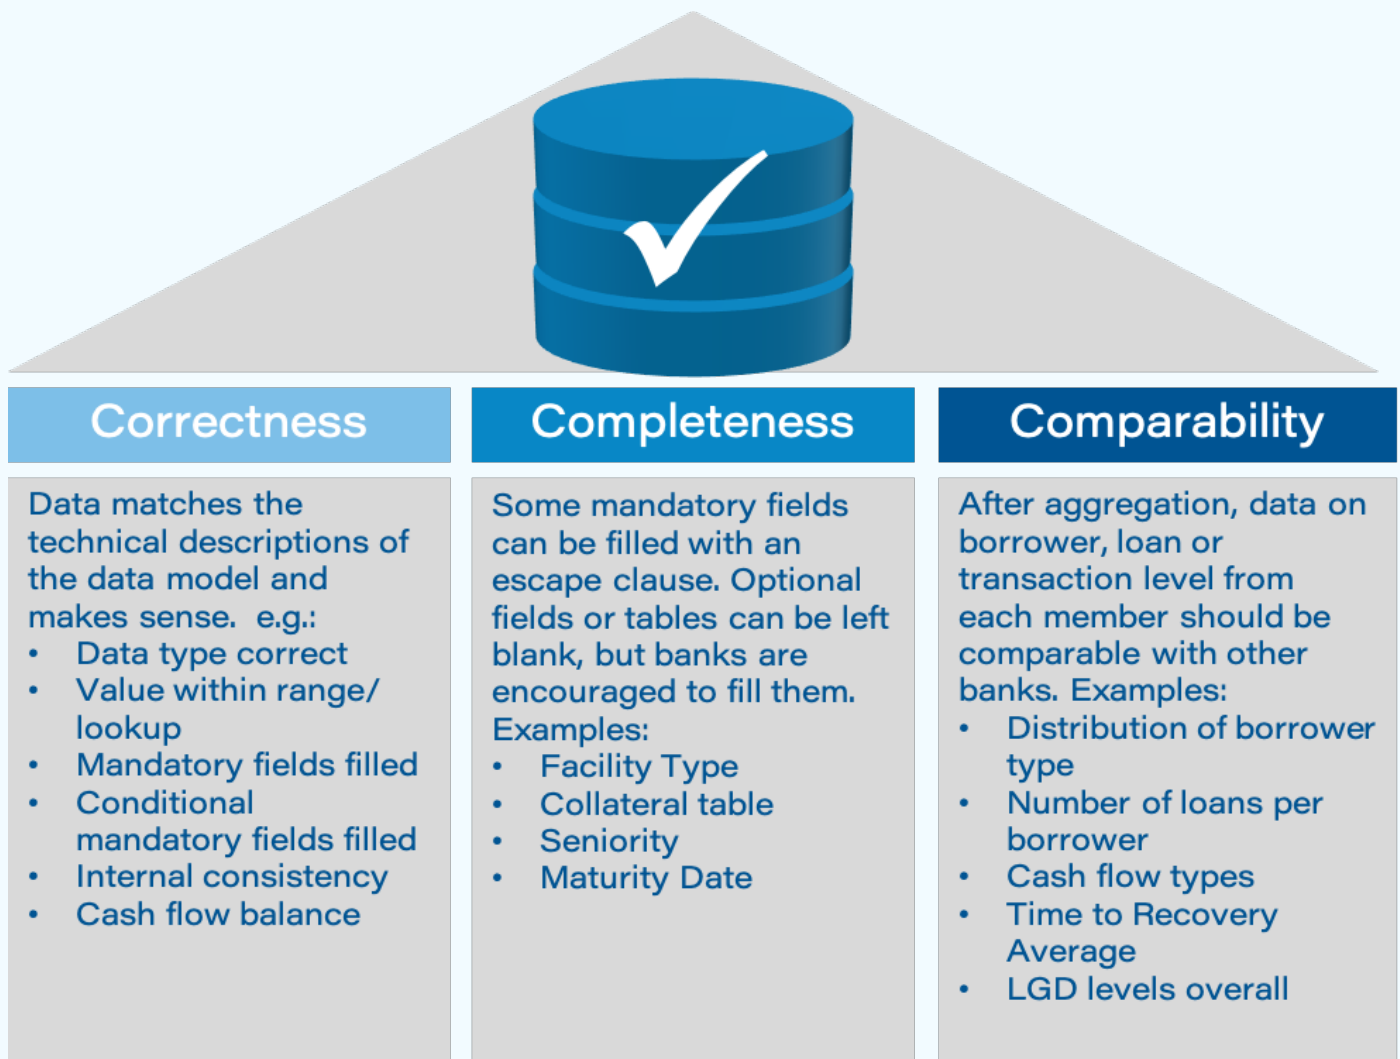 Correctness
Data matches the
technical descriptions of
the data model and
makes sense.  e.g.:
• Data type correct
• Value within range/
lookup
• Mandatory fields filled
• Conditional
mandatory fields filled
• Internal consistency
• Cash flow balance
Completeness
Some mandatory fields
can be filled with an
escape clause. Optional
fields or tables can be left
blank, but banks are
encouraged to fill them.
Examples:
• Facility Type
• Collateral table
• Seniority
• Maturity Date
Comparability
After aggregation, data on
borrower, loan or
transaction level from
each member should be
comparable with other
banks. Examples:
• Distribution of borrower
type
• Number of loans per
borrower
• Cash flow types
• Time to Recovery
Average
• LGD levels overall